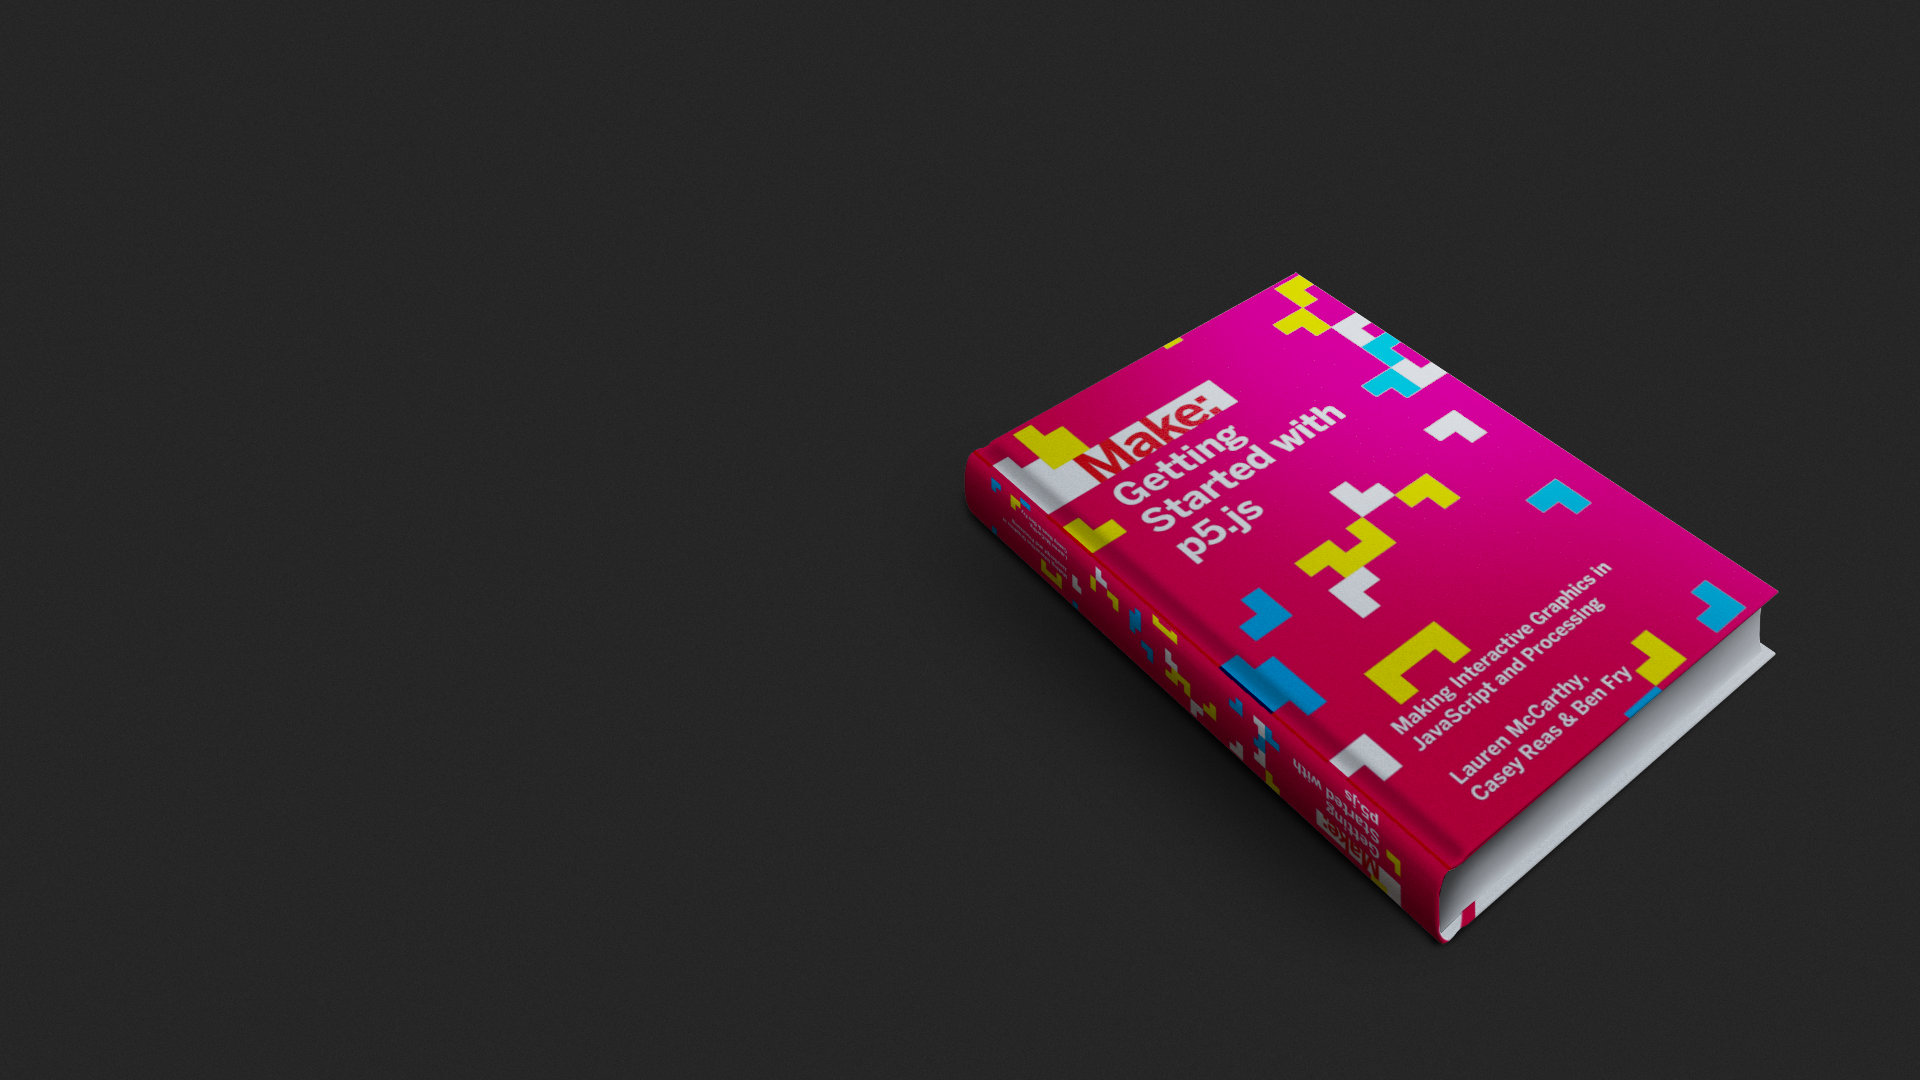 Make:
Getting
Started with
p5.js
Making Interactive Graphics in
JavaScript and Processing
Lauren McCarthy,
Casey Reas & Ben Fry
Make:
Getting
Started with
p5.js